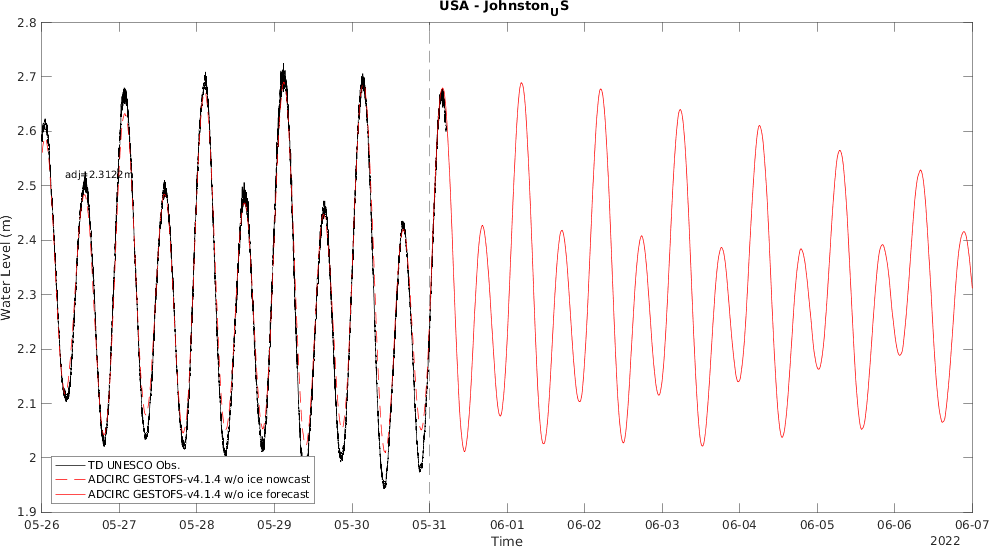 USA - Johnston_US
2.8
2.7
2.6
2.5
2.4
2.3
2.2
2.1
2
1.9
Water Level (m)
adj=2.3122m
TD UNESCO Obs.
ADCIRC GESTOFS-v4.1.4 w/o ice nowcast
ADCIRC GESTOFS-v4.1.4 w/o ice forecast
05-26 05-27 05-28 05-29 05-30 05-31 06-01 06-02 06-03 06-04 06-05 06-06 06-07
Time
2022